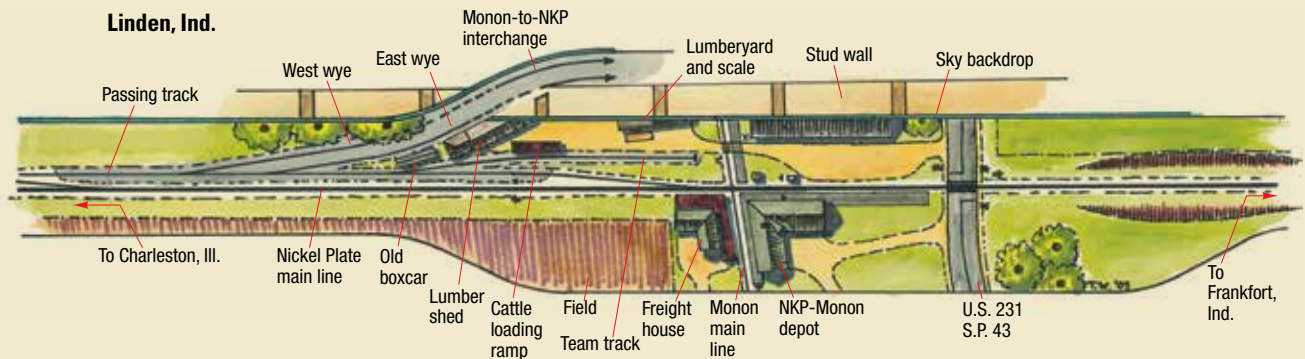 Linden, Ind.
Monon-to-NKP
interchange
East wye
West wye
Passing track
Lumberyard
and scale
Stud wall
Sky backdrop
To Charleston, Ill.
Nickel Plate
main line
Old
boxcar
Lumber
shed
Cattle
loading
ramp
Field
Team track
Freight
house
Monon
main
line
NKP-Monon
depot
U.S. 231
S.P. 43
To
Frankfort,
Ind.